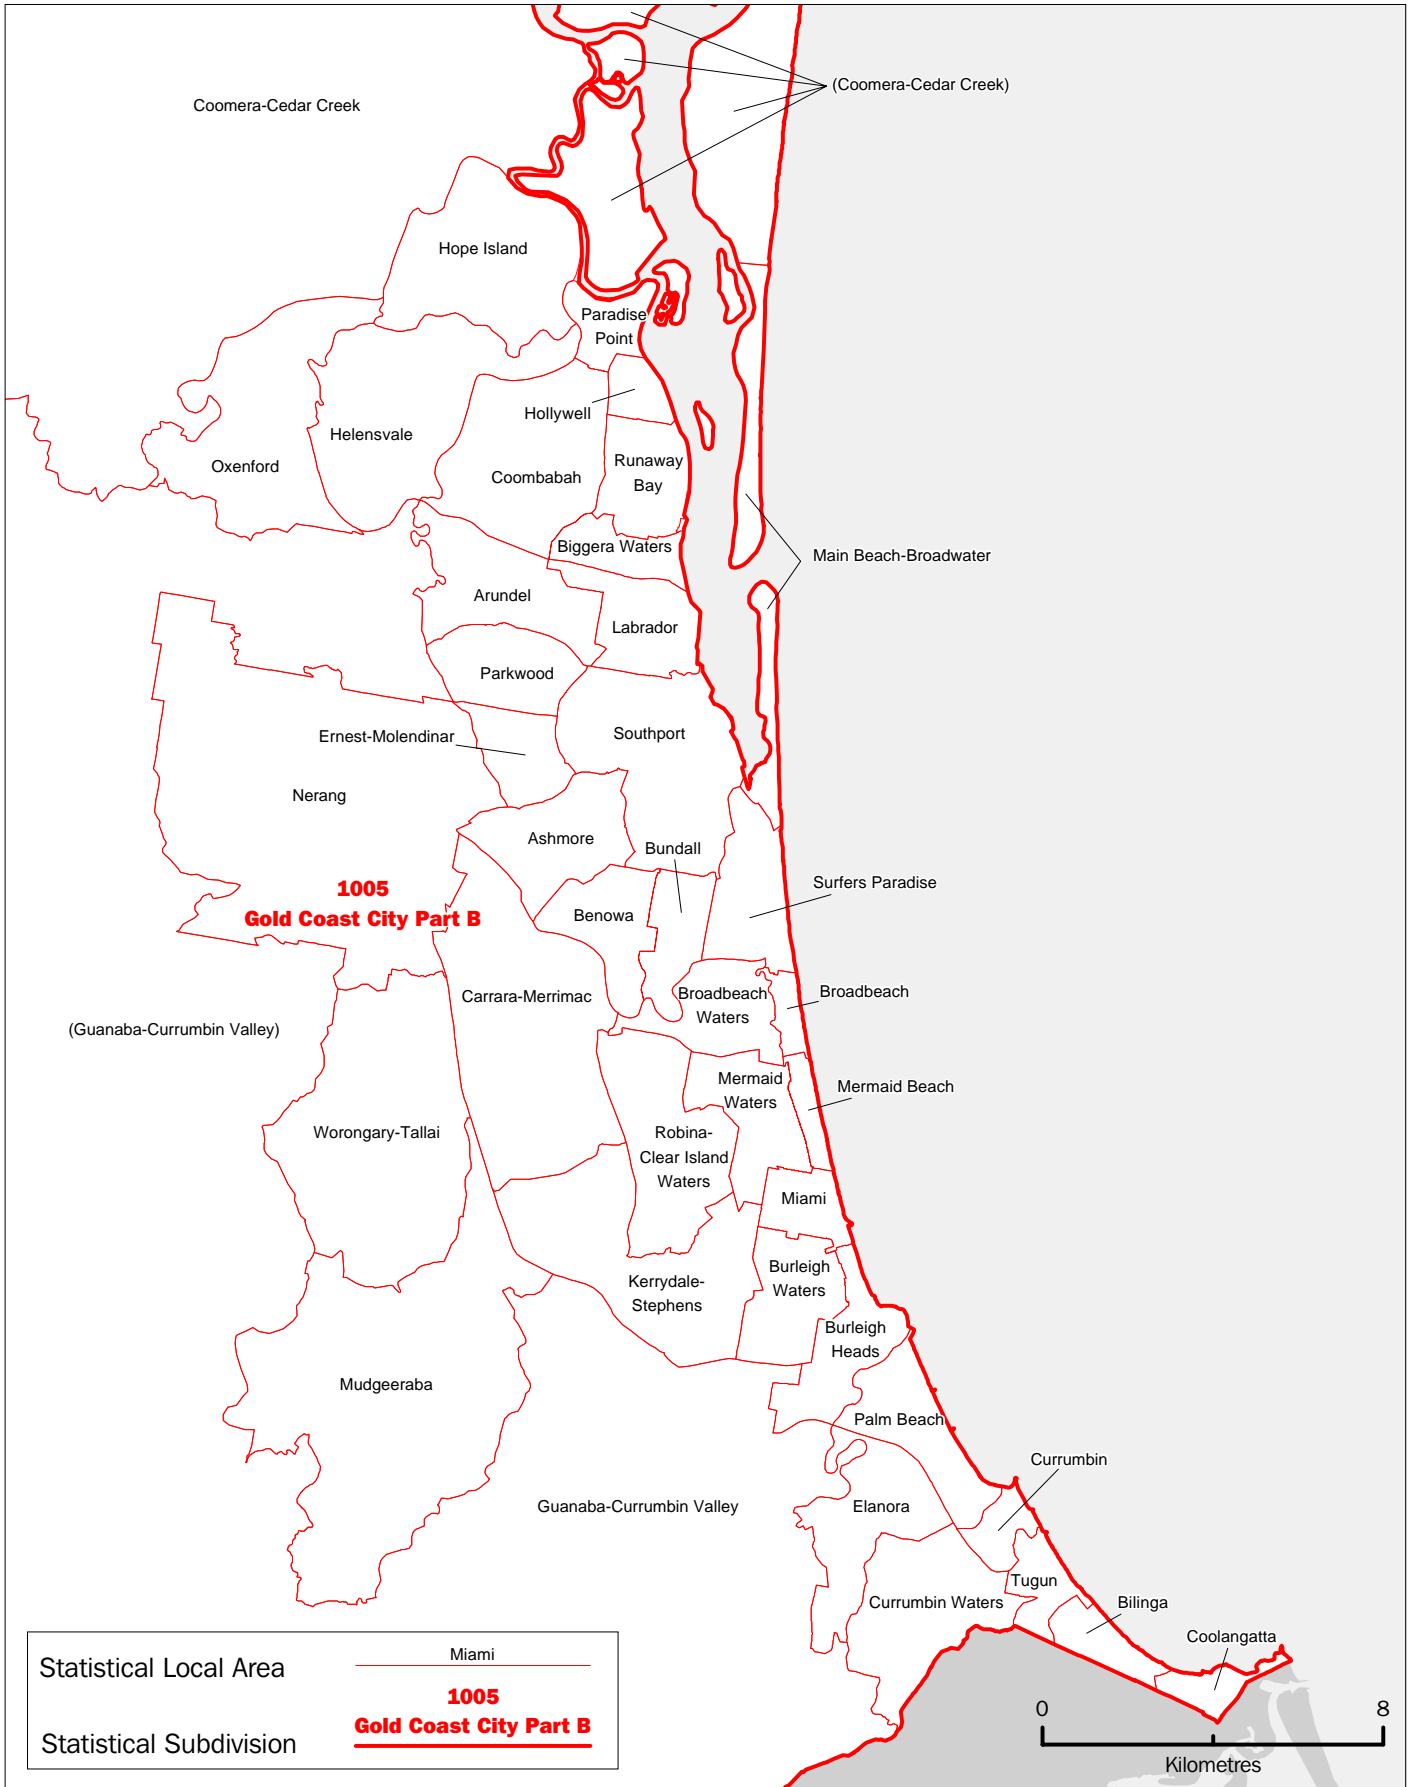 Coomera-Cedar Creek
(Coomera-Cedar Creek)
Hope Island
Paradise
Point
Hollywell
Helensvale
Oxenford
Coombabah
Runaway
Bay
Biggera Waters
Main Beach-Broadwater
Arundel
Labrador
Parkwood
Ernest-Molendinar
Southport
Nerang
Ashmore
Bundall
1005
Gold Coast City Part B
Surfers Paradise
Benowa
Carrara-Merrimac
Broadbeach
Waters
Broadbeach
(Guanaba-Currumbin Valley)
Mermaid
Waters
Mermaid Beach
Worongary-Tallai
Robina-
Clear Island
Waters
Miami
Kerrydale-
Stephens
Burleigh
Waters
Burleigh
Heads
Mudgeeraba
Palm Beach
Currumbin
Guanaba-Currumbin Valley
Elanora
Tugun
Currumbin Waters
Bilinga
Coolangatta
Statistical Local Area
Miami
1005
Gold Coast City Part B
Statistical Subdivision
0
8
Kilometres